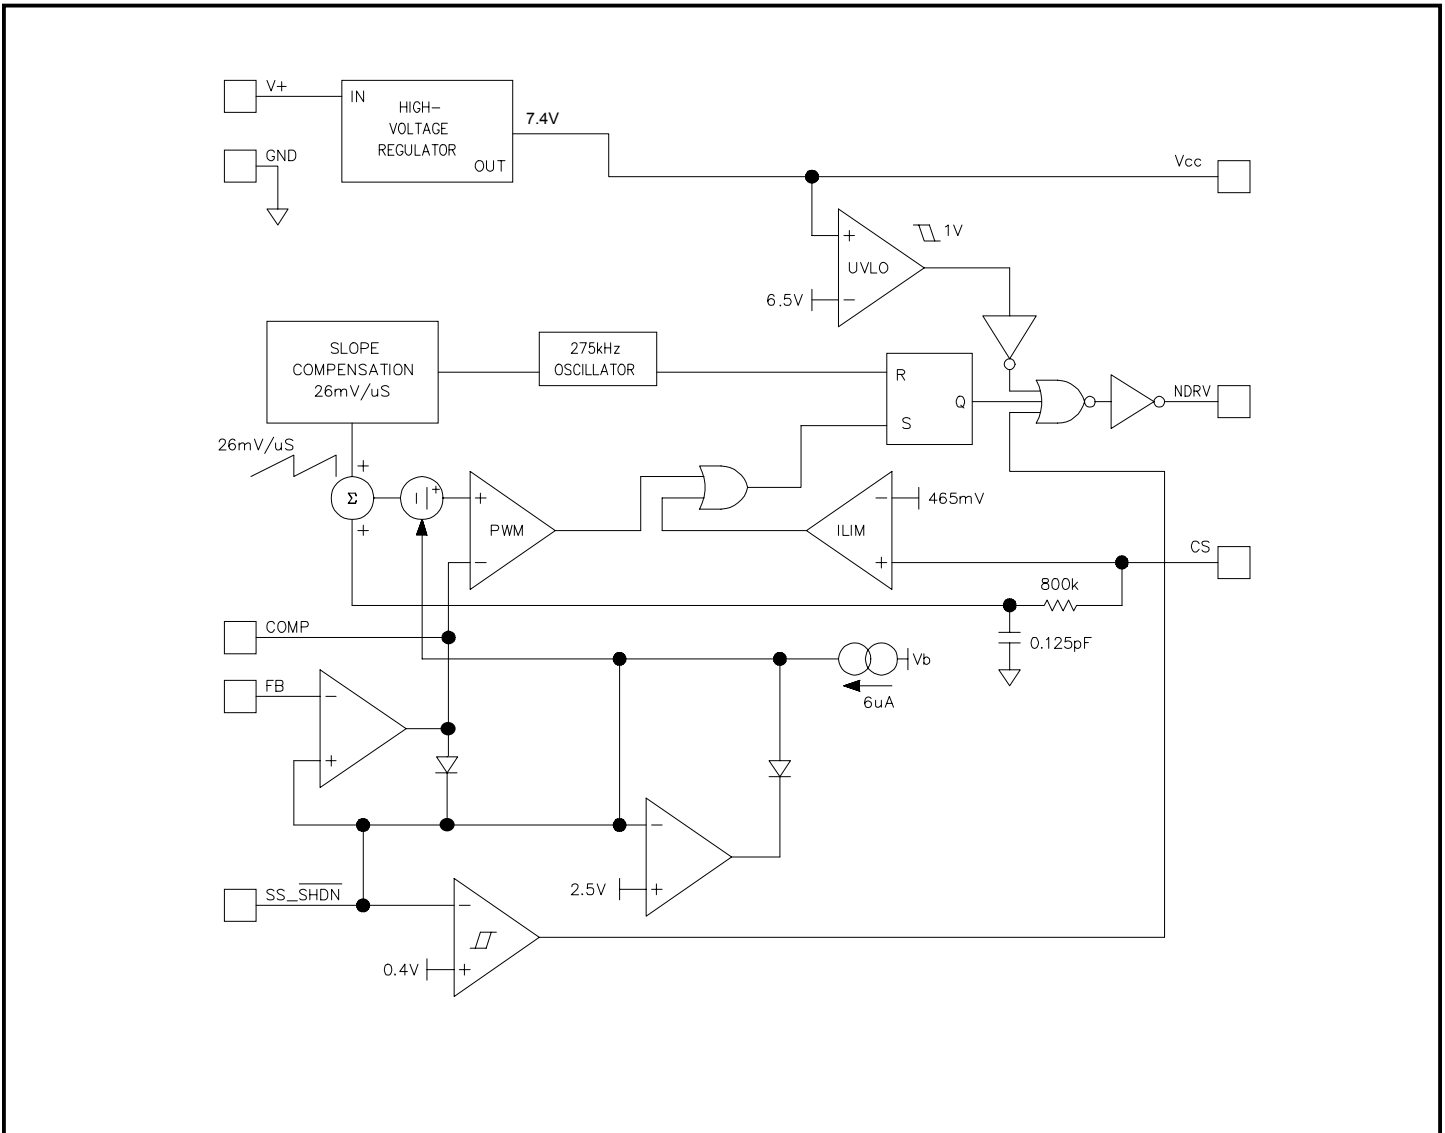 V+
IN
HIGH-
VOLTAGE
REGULATOR
OUT
7.4V
GND
Vcc
+
UVLO
−
1V
6.5V
SLOPE
COMPENSATION
26mV/uS
275kHz
OSCILLATOR
R
Q
S
NDRV
26mV/uS
+
Σ
+
+
+
PWM
−
−
ILIM
+
465mV
CS
800k
0.125pF
COMP
Vb
6uA
FB
−
+
−
2.5V
+
SS_SHDN
−
0.4V
+